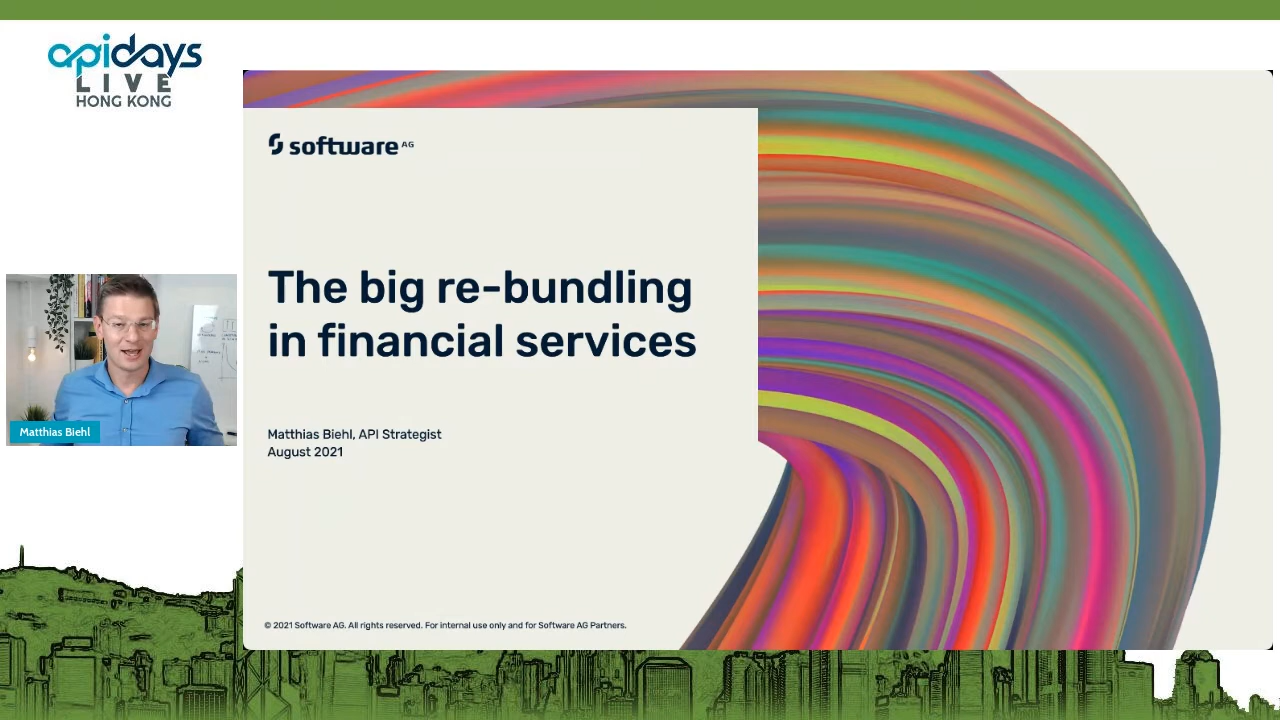 apidays
LIVE
HONG KONG
software AG
The big re-bundling
in financial services
Matthias Biehl, API Strategist
August 2021
Matthias Biehl
© 2021 Software AG. All rights reserved. For internal use only and for Software AG Partners.